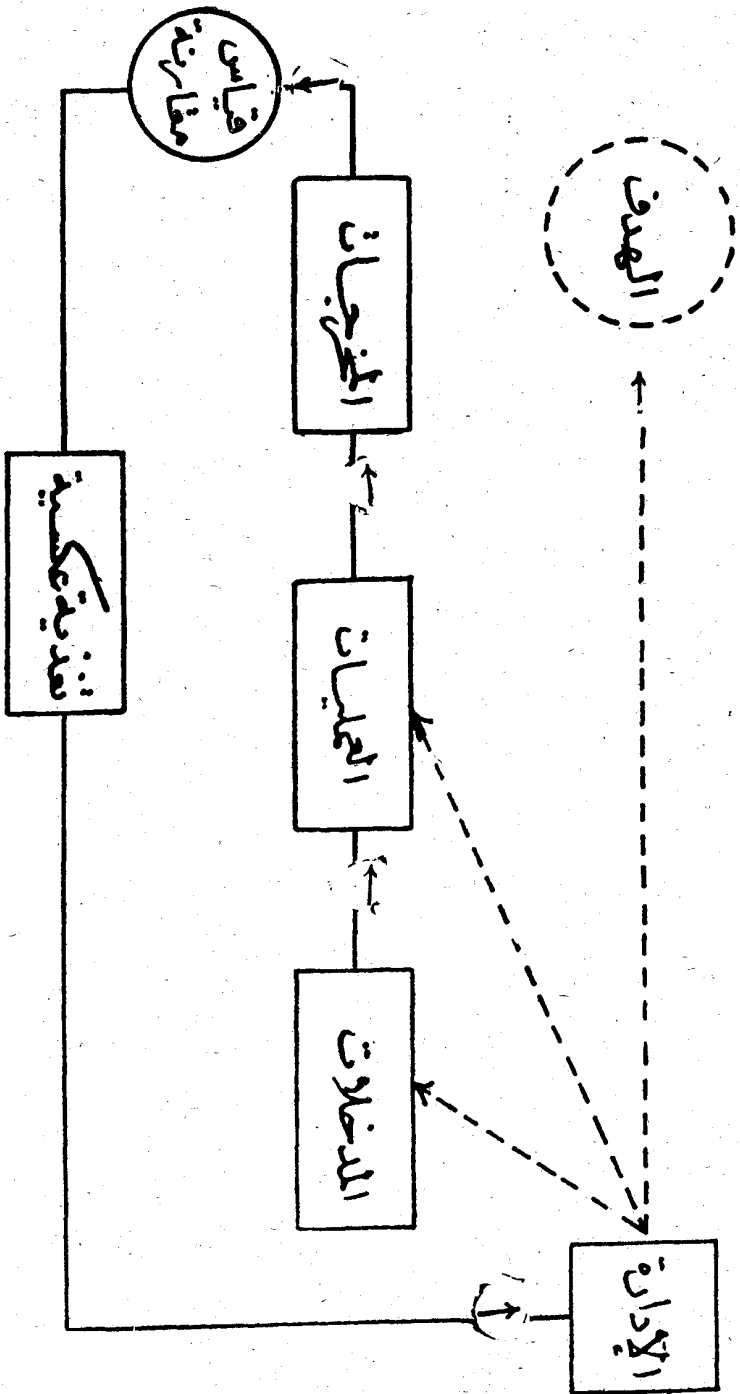 الهدف
الإدارة
المدخلات
العمليات
المخرجات
قياس
مقارنة
تغذية عكسية